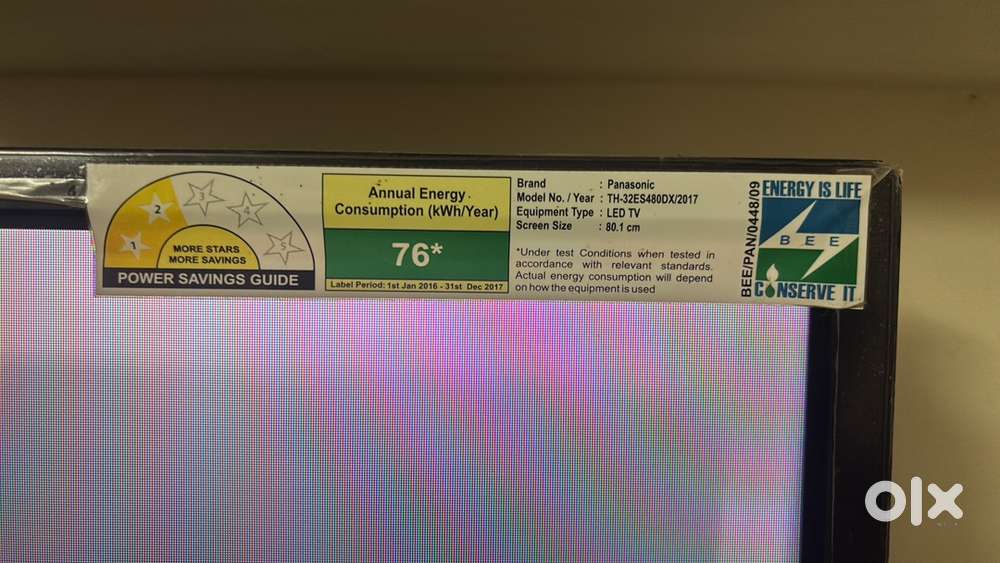 1
2
3
4
5
MORE STARS
MORE SAVINGS
POWER SAVINGS GUIDE
Annual Energy
Consumption (kWh/Year)
76*
Label Period: 1st Jan 2016 - 31st Dec 2017
Brand : Panasonic
Model No. / Year : TH-32ES480DX/2017
Equipment Type : LED TV
Screen Size : 80.1 cm
*Under test Conditions when tested in
accordance with relevant standards.
Actual energy consumption will depend
on how the equipment is used
BEE/PAN/0448/09
ENERGY IS LIFE
BEE
CONSERVE IT
olx